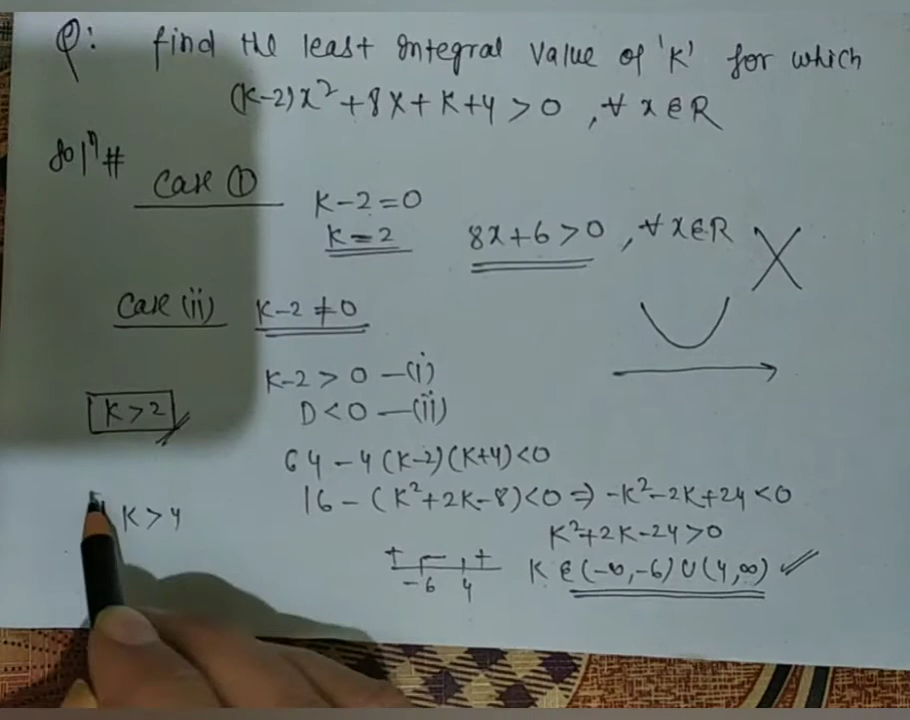 Q: find the least integral value of 'K' for which
(K-2)x²+8x+K+4>0 ,∀ x∈R
Solⁿ#
Case ①
K-2=0
K=2 8x+6>0 ,∀ x∈R X
Case (ii) K-2≠0
K-2>0 —(i)
K>2 D<0 —(ii)
64-4(K-2)(K+4)<0
16-(K²+2K-8)<0 ⇒ -K²-2K+24<0
K>4
K²+2K-24>0
+ - +
-6 4 K∈(-∞,-6)∪(4,∞) ✓